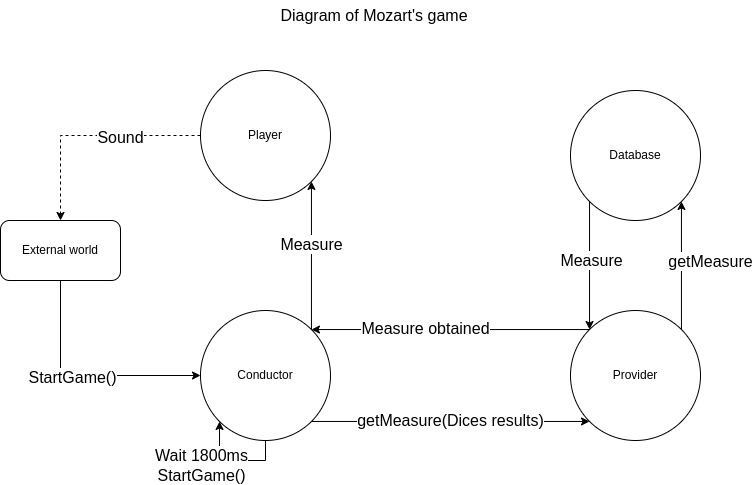 Diagram of Mozart's game
Player
Sound
Database
External world
Measure
Measure
getMeasure
Measure obtained
StartGame()
Conductor
Provider
getMeasure(Dices results)
Wait 1800ms
StartGame()